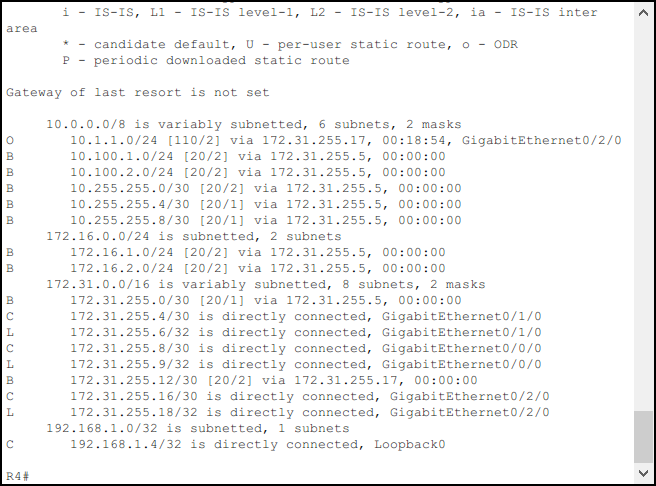 i - IS-IS, L1 - IS-IS level-1, L2 - IS-IS level-2, ia - IS-IS inter
area
* - candidate default, U - per-user static route, o - ODR
P - periodic downloaded static route
Gateway of last resort is not set
10.0.0.0/8 is variably subnetted, 6 subnets, 2 masks
O 10.1.1.0/24 [110/2] via 172.31.255.17, 00:18:54, GigabitEthernet0/2/0
B 10.100.1.0/24 [20/2] via 172.31.255.5, 00:00:00
B 10.100.2.0/24 [20/2] via 172.31.255.5, 00:00:00
B 10.255.255.0/30 [20/2] via 172.31.255.5, 00:00:00
B 10.255.255.4/30 [20/1] via 172.31.255.5, 00:00:00
B 10.255.255.8/30 [20/1] via 172.31.255.5, 00:00:00
172.16.0.0/24 is subnetted, 2 subnets
B 172.16.1.0/24 [20/2] via 172.31.255.5, 00:00:00
B 172.16.2.0/24 [20/2] via 172.31.255.5, 00:00:00
172.31.0.0/16 is variably subnetted, 8 subnets, 2 masks
B 172.31.255.0/30 [20/1] via 172.31.255.5, 00:00:00
C 172.31.255.4/30 is directly connected, GigabitEthernet0/1/0
L 172.31.255.6/32 is directly connected, GigabitEthernet0/1/0
C 172.31.255.8/30 is directly connected, GigabitEthernet0/0/0
L 172.31.255.9/32 is directly connected, GigabitEthernet0/0/0
B 172.31.255.12/30 [20/2] via 172.31.255.17, 00:00:00
C 172.31.255.16/30 is directly connected, GigabitEthernet0/2/0
L 172.31.255.18/32 is directly connected, GigabitEthernet0/2/0
192.168.1.0/32 is subnetted, 1 subnets
C 192.168.1.4/32 is directly connected, Loopback0
R4#